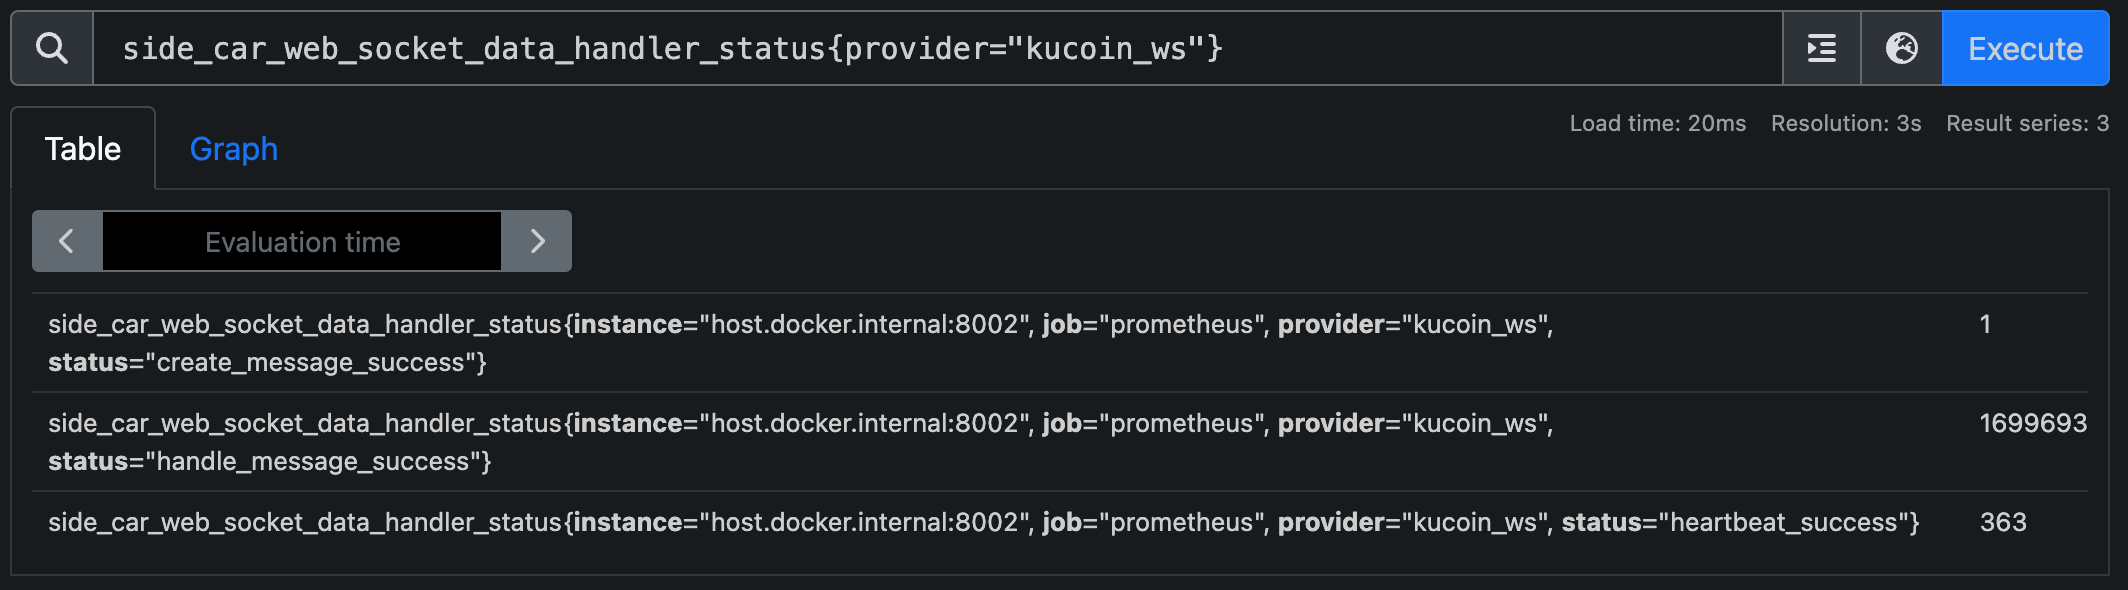 side_car_web_socket_data_handler_status{provider="kucoin_ws"}
Execute
Load time: 20ms Resolution: 3s Result series: 3
Table Graph
Evaluation time
side_car_web_socket_data_handler_status{instance="host.docker.internal:8002", job="prometheus", provider="kucoin_ws",
status="create_message_success"}
1
side_car_web_socket_data_handler_status{instance="host.docker.internal:8002", job="prometheus", provider="kucoin_ws",
status="handle_message_success"}
1699693
side_car_web_socket_data_handler_status{instance="host.docker.internal:8002", job="prometheus", provider="kucoin_ws", status="heartbeat_success"}
363